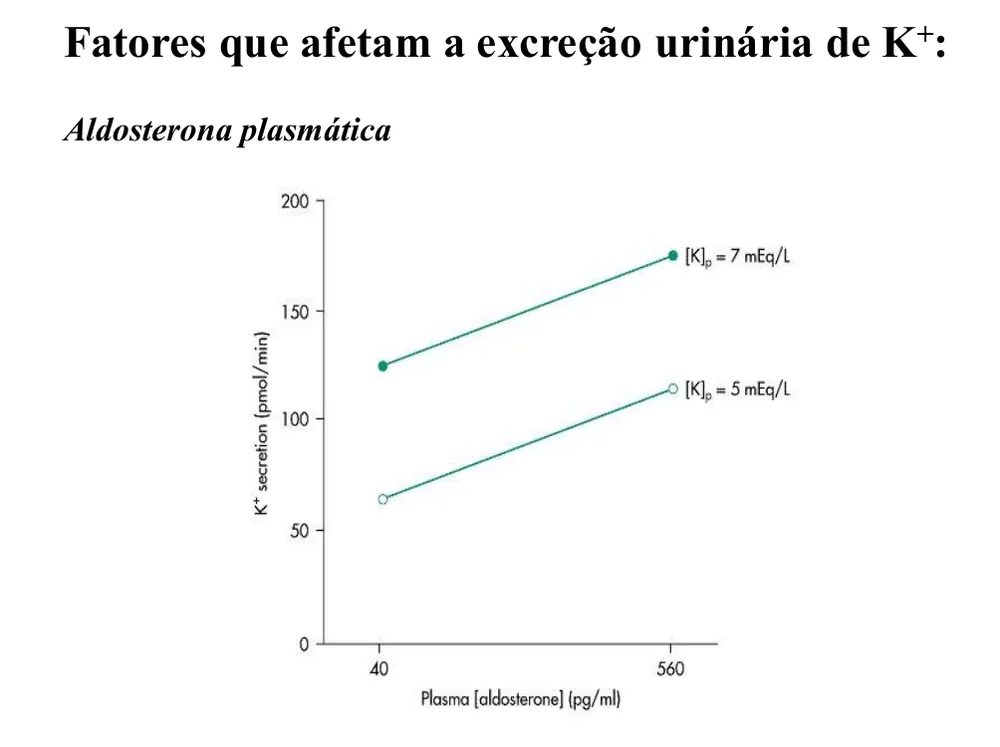 Fatores que afetam a excreção urinária de K⁺:
Aldosterona plasmática
200
[K]ₚ = 7 mEq/L
150
[K]ₚ = 5 mEq/L
100
K⁺ secretion (pmol/min)
50
0
40
560
Plasma [aldosterone] (pg/ml)